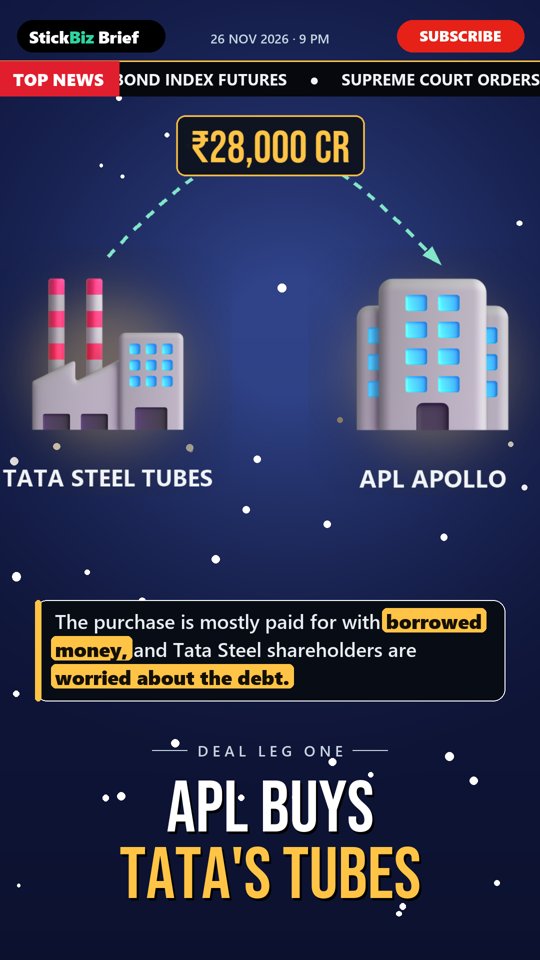 StickBiz Brief
26 NOV 2026 · 9 PM
SUBSCRIBE
TOP NEWS
BOND INDEX FUTURES • SUPREME COURT ORDERS
₹28,000 CR
TATA STEEL TUBES
APL APOLLO
The purchase is mostly paid for with borrowed
money, and Tata Steel shareholders are
worried about the debt.
DEAL LEG ONE
APL BUYS
TATA'S TUBES